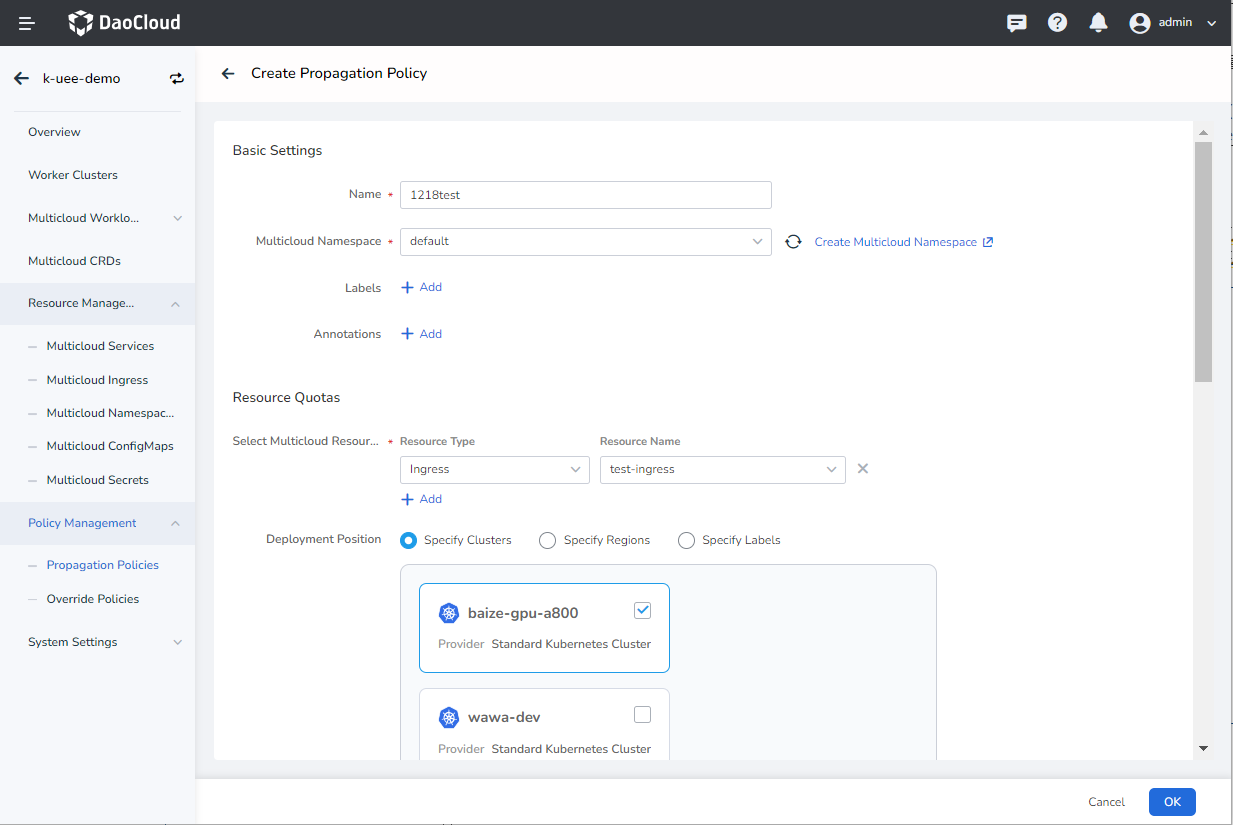 DaoCloud
admin
k-uee-demo
Create Propagation Policy
Overview
Worker Clusters
Multicloud Worklo...
Multicloud CRDs
Resource Manage...
Multicloud Services
Multicloud Ingress
Multicloud Namespac...
Multicloud ConfigMaps
Multicloud Secrets
Policy Management
Propagation Policies
Override Policies
System Settings
Basic Settings
Name * 1218test
Multicloud Namespace * default Create Multicloud Namespace
Labels + Add
Annotations + Add
Resource Quotas
Select Multicloud Resour... * Resource Type Resource Name
Ingress test-ingress
+ Add
Deployment Position Specify Clusters Specify Regions Specify Labels
baize-gpu-a800
Provider Standard Kubernetes Cluster
wawa-dev
Provider Standard Kubernetes Cluster
Cancel OK